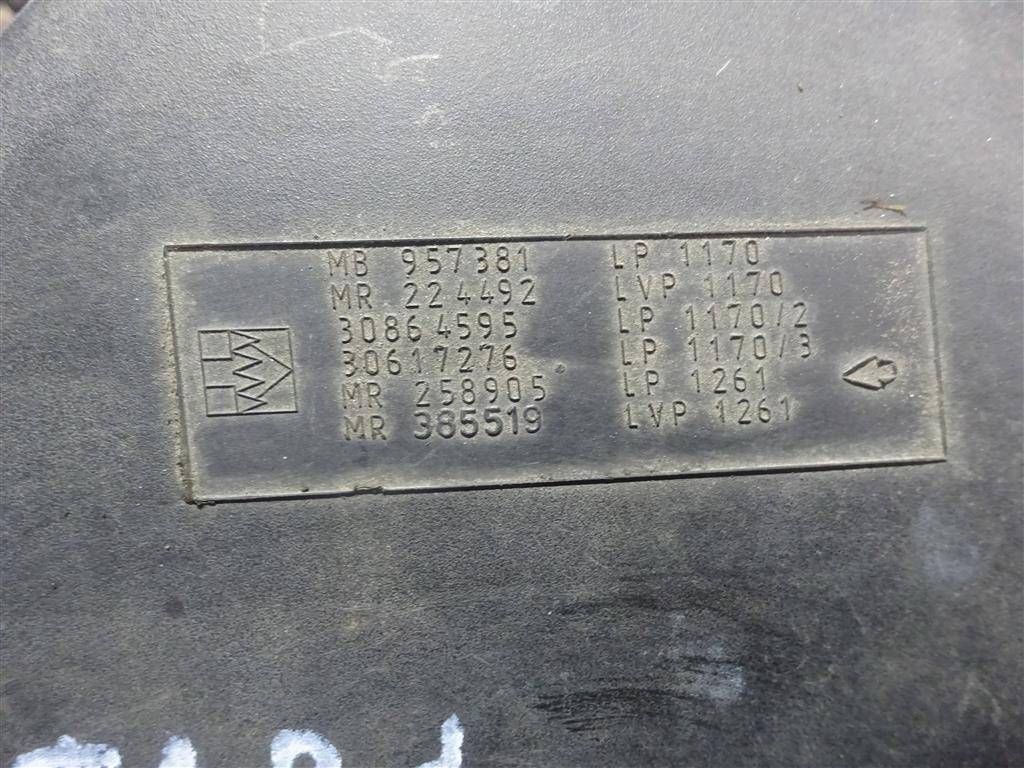 MB 957381 LP 1170
MR 224492 LVP 1170
30864595 LP 1170/2
30617276 LP 1170/3
MR 258905 LP 1261
MR 385519 LVP 1261